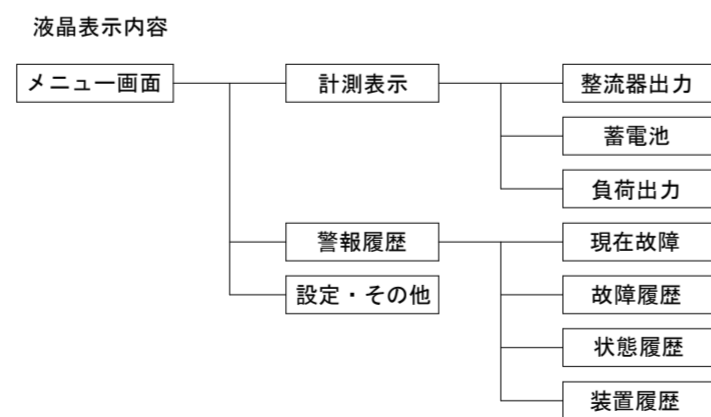 液晶表示内容
メニュー画面
計測表示
整流器出力
蓄電池
負荷出力
警報履歴
現在故障
設定・その他
故障履歴
状態履歴
装置履歴